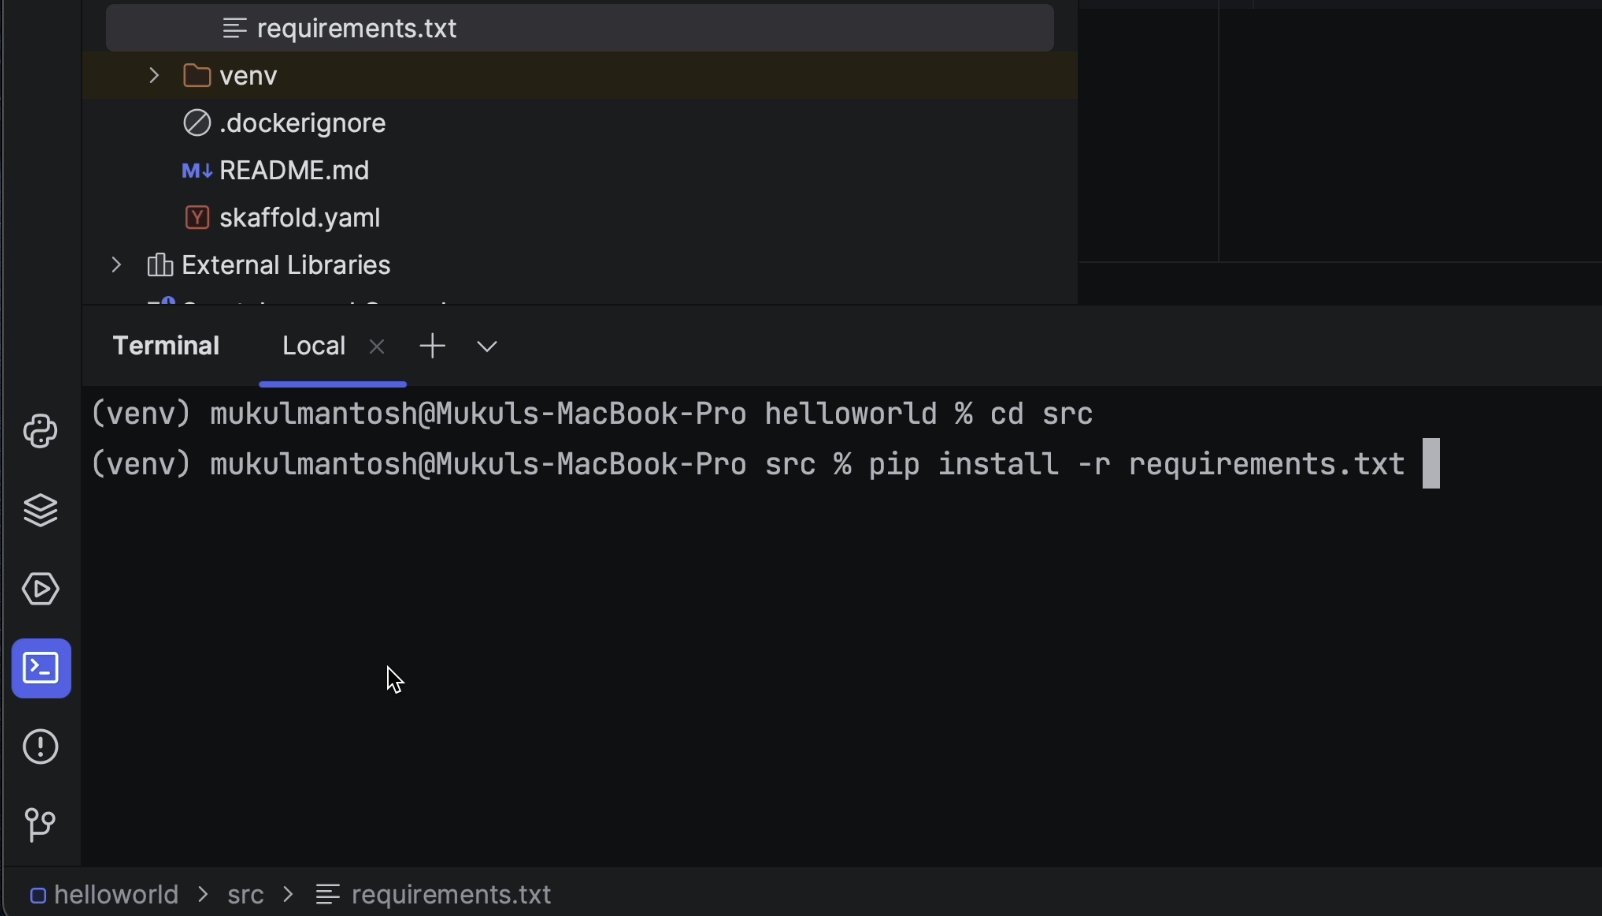 requirements.txt
venv
.dockerignore
M↓ README.md
Y skaffold.yaml
External Libraries
Terminal Local
(venv) mukulmantosh@Mukuls-MacBook-Pro helloworld % cd src
(venv) mukulmantosh@Mukuls-MacBook-Pro src % pip install -r requirements.txt
helloworld > src > requirements.txt